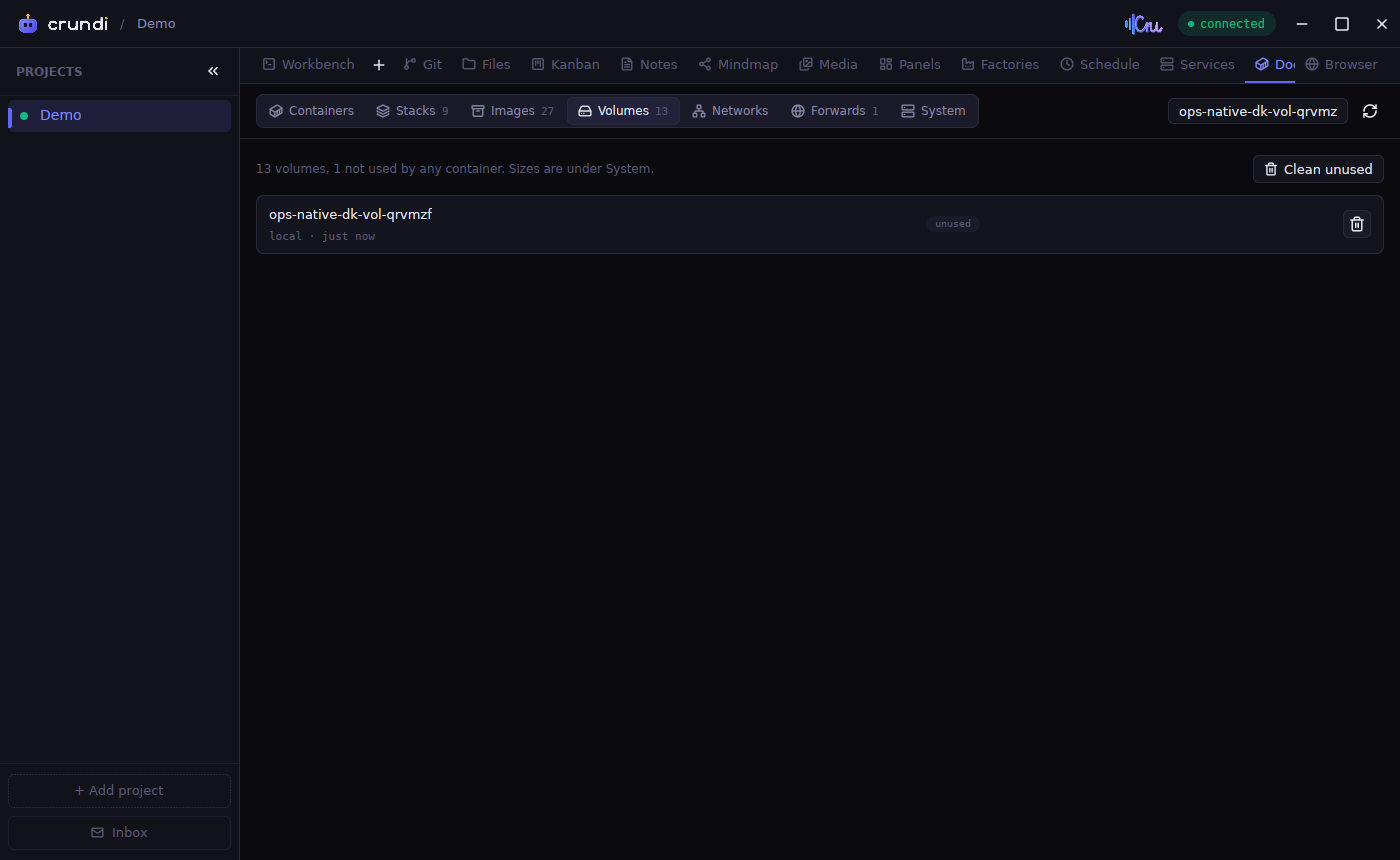 crundi / Demo
Cru
connected
PROJECTS
Demo
+ Add project
Inbox
Workbench + Git Files Kanban Notes Mindmap Media Panels Factories Schedule Services Doc Browser
Containers Stacks 9 Images 27 Volumes 13 Networks Forwards 1 System
ops-native-dk-vol-qrvmz
13 volumes, 1 not used by any container. Sizes are under System.
Clean unused
ops-native-dk-vol-qrvmzf
unused
local · just now